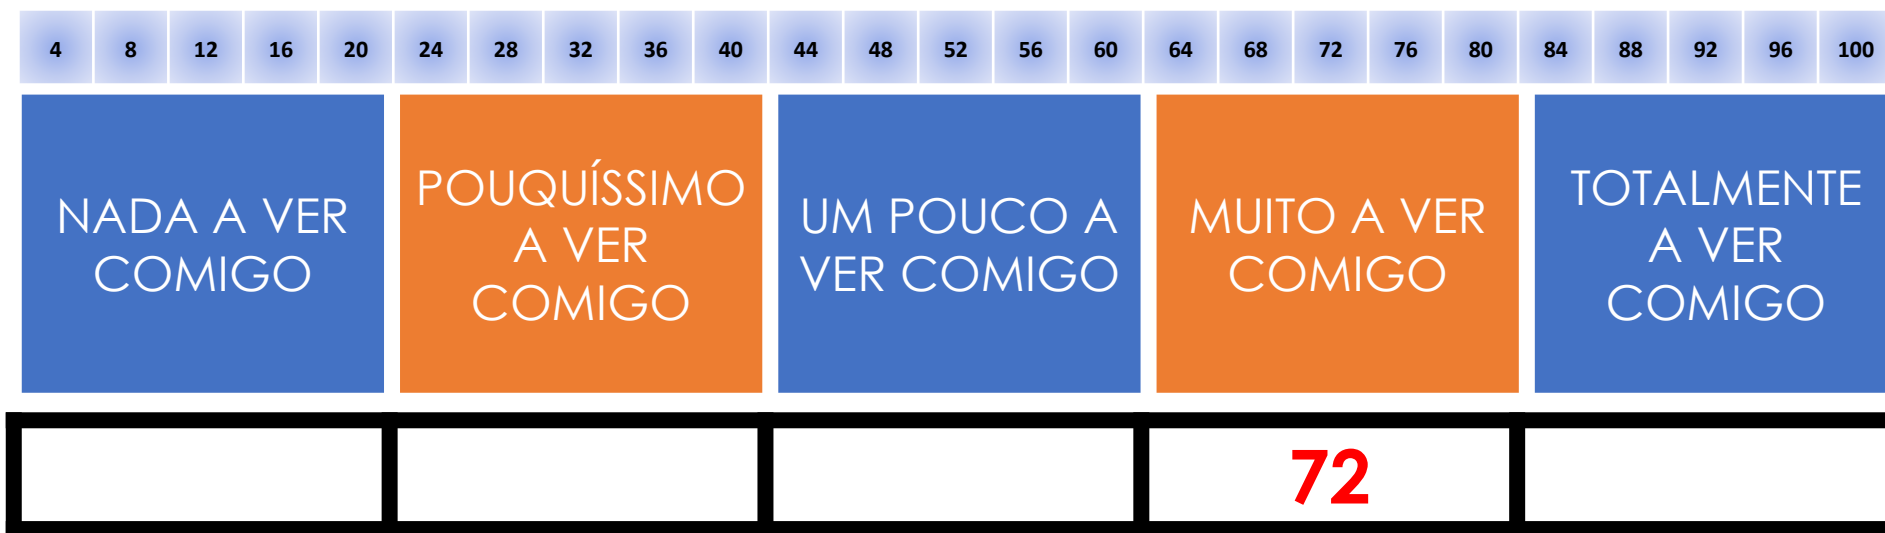 4 8 12 16 20 24 28 32 36 40 44 48 52 56 60 64 68 72 76 80 84 88 92 96 100
NADA A VER
COMIGO
POUQUÍSSIMO
A VER
COMIGO
UM POUCO A
VER COMIGO
MUITO A VER
COMIGO
TOTALMENTE
A VER
COMIGO
72